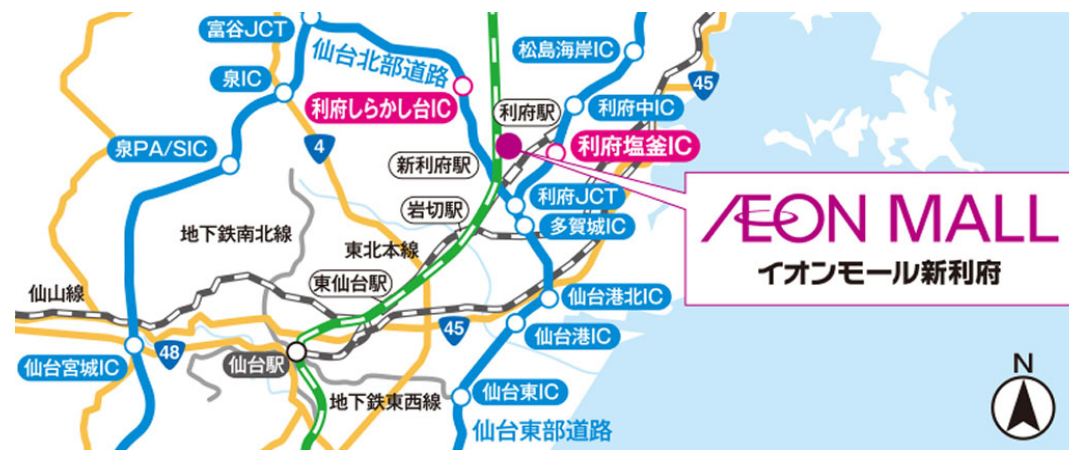 富谷JCT
仙台北部道路
松島海岸IC
泉IC
45
利府しらかし台IC
利府駅
利府中IC
4
利府塩釜IC
泉PA/SIC
新利府駅
利府JCT
岩切駅
多賀城IC
地下鉄南北線
東北本線
ÆON MALL
イオンモール新利府
東仙台駅
仙山線
仙台港北IC
45
仙台港IC
48
仙台宮城IC
仙台駅
N
地下鉄東西線
仙台東IC
仙台東部道路